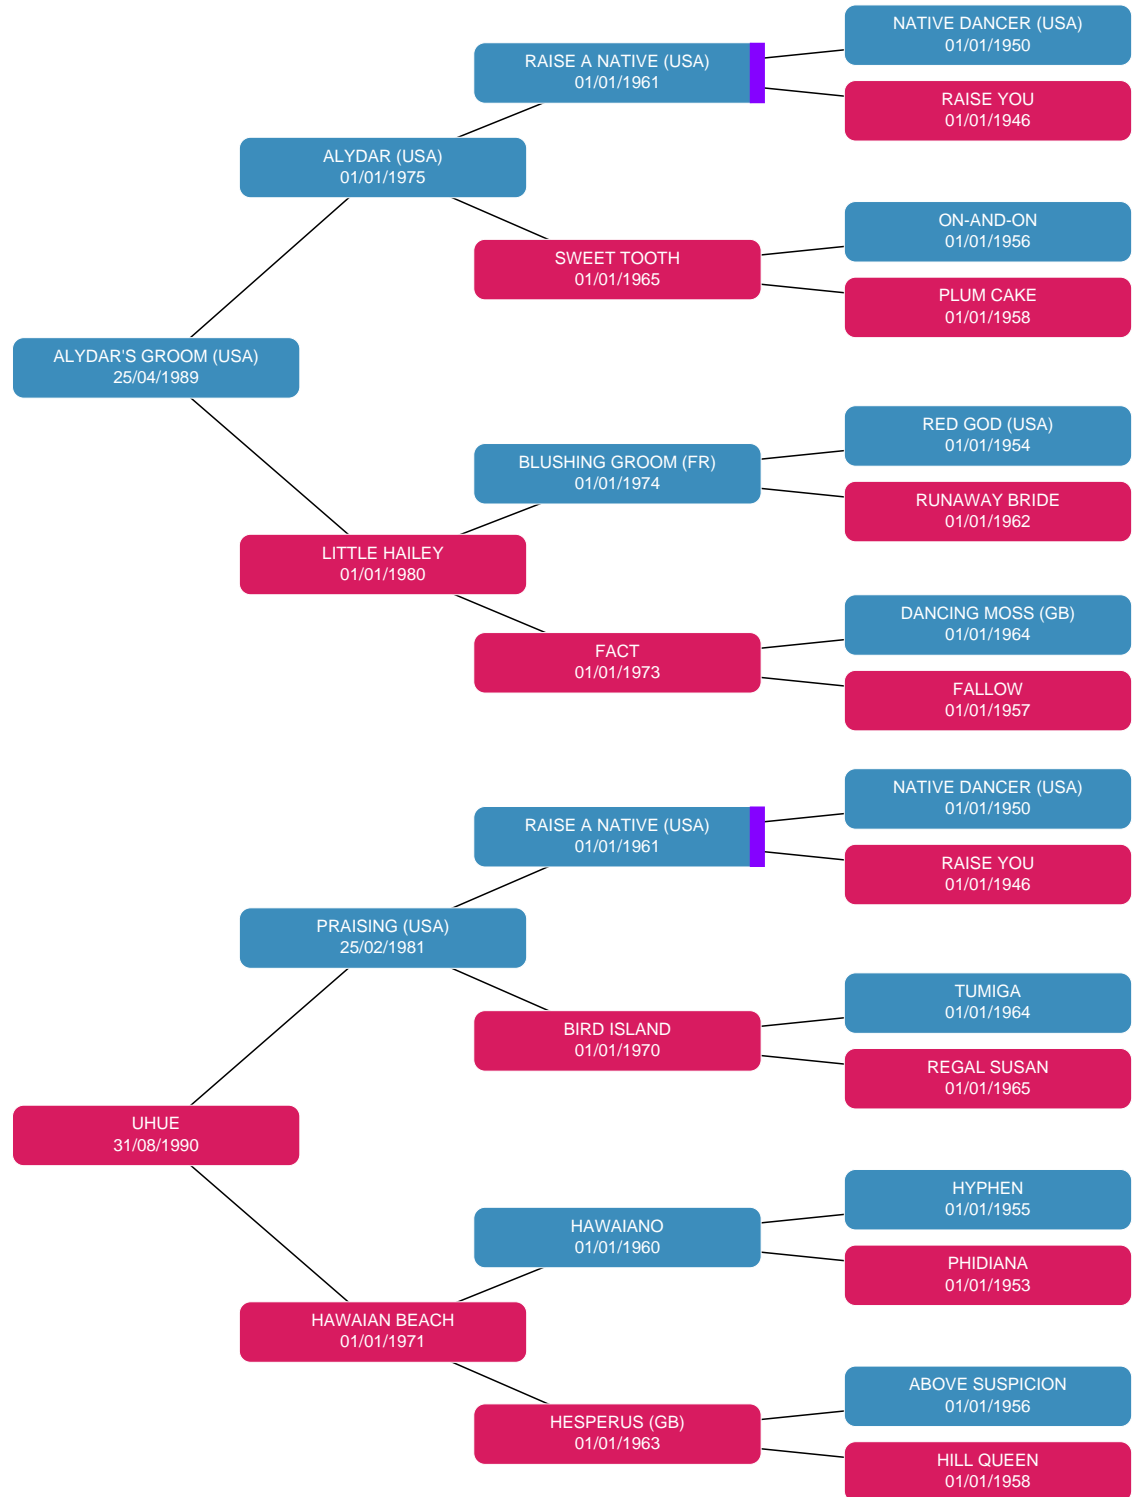 NATIVE DANCER (USA)
01/01/1950
RAISE A NATIVE (USA)
01/01/1961
RAISE YOU
01/01/1946
ALYDAR (USA)
01/01/1975
ON-AND-ON
01/01/1956
SWEET TOOTH
01/01/1965
PLUM CAKE
01/01/1958
ALYDAR'S GROOM (USA)
25/04/1989
RED GOD (USA)
01/01/1954
BLUSHING GROOM (FR)
01/01/1974
RUNAWAY BRIDE
01/01/1962
LITTLE HAILEY
01/01/1980
DANCING MOSS (GB)
01/01/1964
FACT
01/01/1973
FALLOW
01/01/1957
NATIVE DANCER (USA)
01/01/1950
RAISE A NATIVE (USA)
01/01/1961
RAISE YOU
01/01/1946
PRAISING (USA)
25/02/1981
TUMIGA
01/01/1964
BIRD ISLAND
01/01/1970
REGAL SUSAN
01/01/1965
UHUE
31/08/1990
HYPHEN
01/01/1955
HAWAIANO
01/01/1960
PHIDIANA
01/01/1953
HAWAIAN BEACH
01/01/1971
ABOVE SUSPICION
01/01/1956
HESPERUS (GB)
01/01/1963
HILL QUEEN
01/01/1958